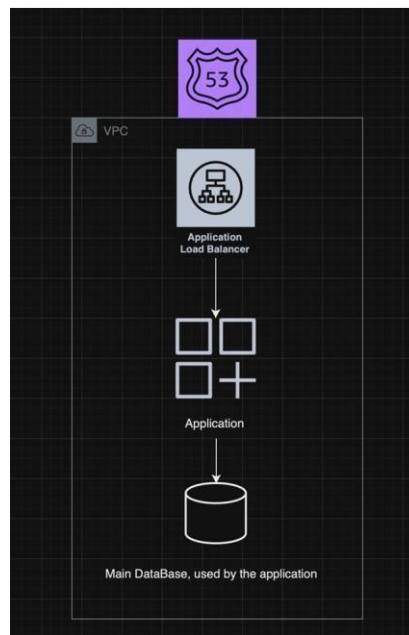 53
VPC
Application
Load Balancer
Application
Main DataBase, used by the application